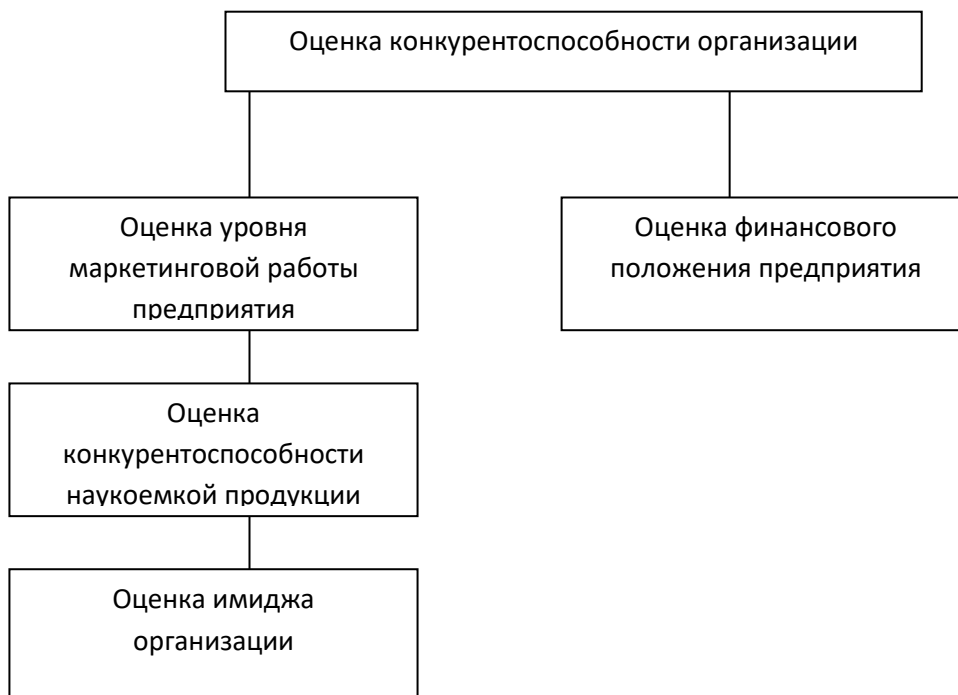 Оценка конкурентоспособности организации
Оценка уровня
маркетинговой работы
предприятия
Оценка финансового
положения предприятия
Оценка
конкурентоспособности
наукоемкой продукции
Оценка имиджа
организации